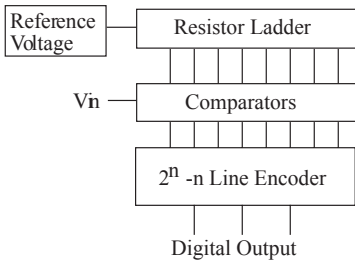 Reference
Voltage
Resistor Ladder
Vin
Comparators
2ⁿ -n Line Encoder
Digital Output